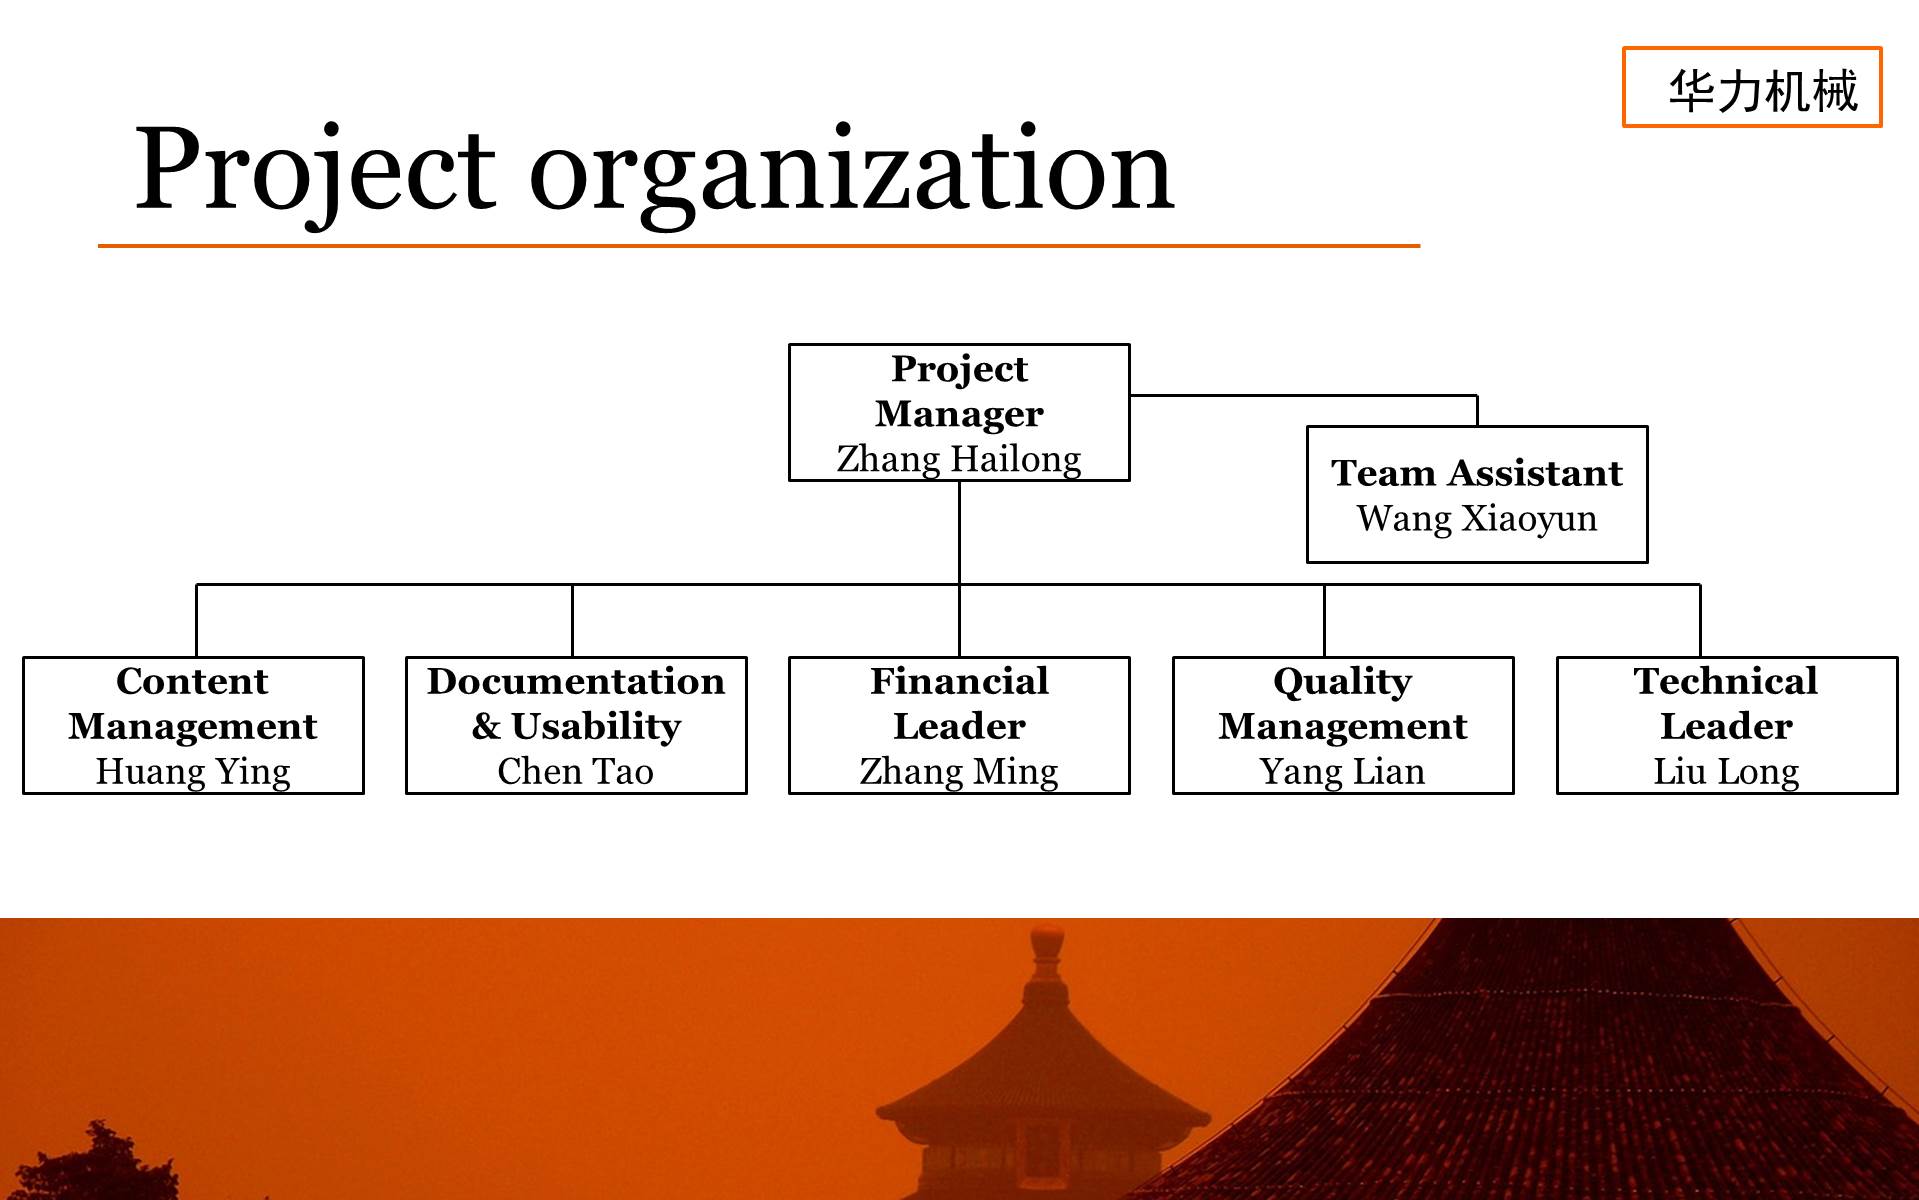 华力机械
Project organization
Project
Manager
Zhang Hailong
Team Assistant
Wang Xiaoyun
Content
Management
Huang Ying
Documentation
& Usability
Chen Tao
Financial
Leader
Zhang Ming
Quality
Management
Yang Lian
Technical
Leader
Liu Long